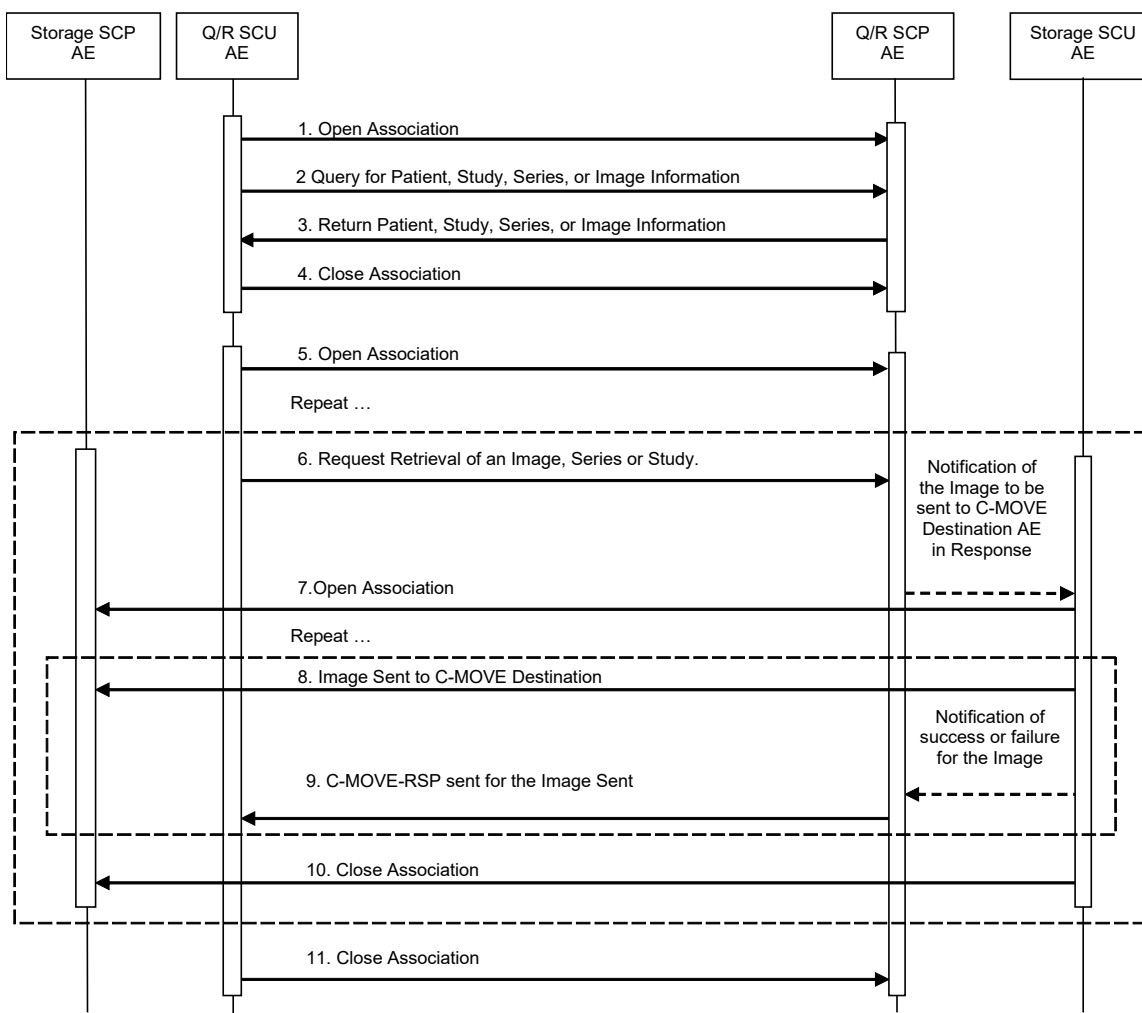 Storage SCP
AE
Q/R SCU
AE
Q/R SCP
AE
Storage SCU
AE
1. Open Association
2 Query for Patient, Study, Series, or Image Information
3. Return Patient, Study, Series, or Image Information
4. Close Association
5. Open Association
Repeat …
6. Request Retrieval of an Image, Series or Study.
Notification of
the Image to be
sent to C-MOVE
Destination AE
in Response
7.Open Association
Repeat …
8. Image Sent to C-MOVE Destination
Notification of
success or failure
for the Image
9. C-MOVE-RSP sent for the Image Sent
10. Close Association
11. Close Association